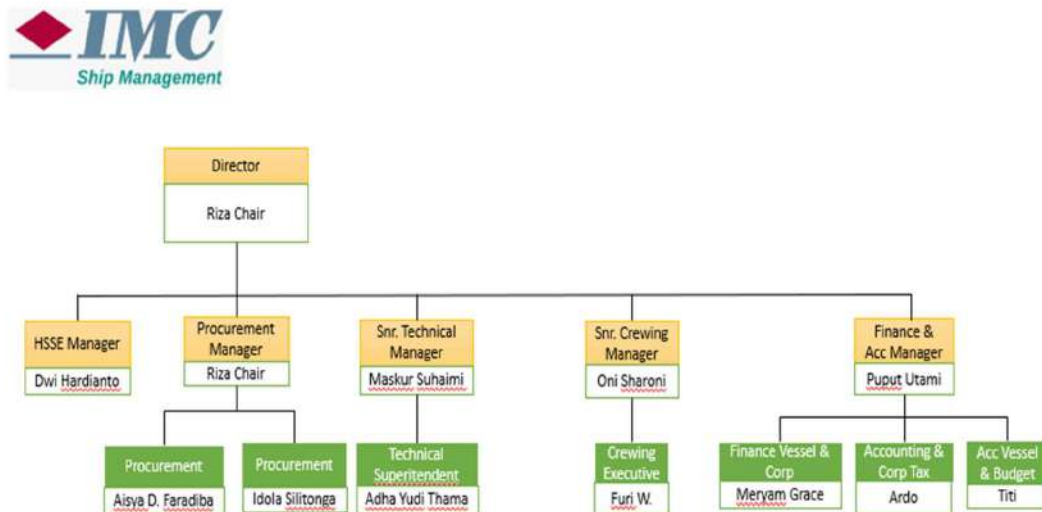 IMC
Ship Management
Director
Riza Chair
HSSE Manager
Dwi Hardianto
Procurement
Manager
Riza Chair
Snr. Technical
Manager
Maskur Suhaimi
Snr. Crewing
Manager
Oni Sharoni
Finance &
Acc Manager
Puput Utami
Procurement
Aisya D. Faradiba
Procurement
Idola Silitonga
Technical
Superitendent
Adha Yudi Thama
Crewing
Executive
Furi W.
Finance Vessel &
Corp
Meryam Grace
Accounting &
Corp Tax
Ardo
Acc Vessel
& Budget
Titi